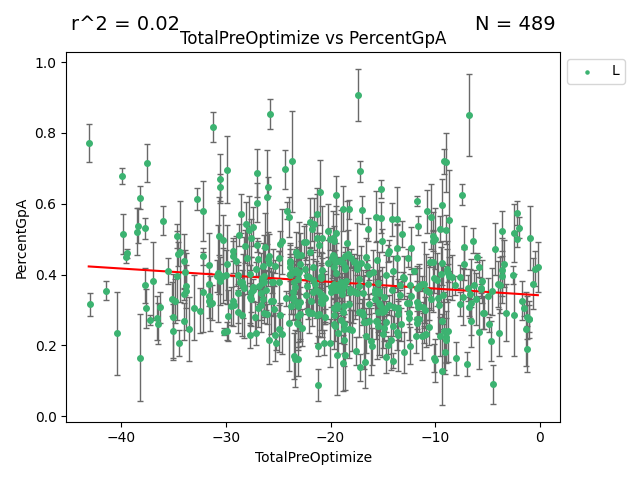 r^2 = 0.02
N = 489
TotalPreOptimize vs PercentGpA
L
1.0
0.8
0.6
0.4
0.2
0.0
PercentGpA
−40
−30
−20
−10
0
TotalPreOptimize